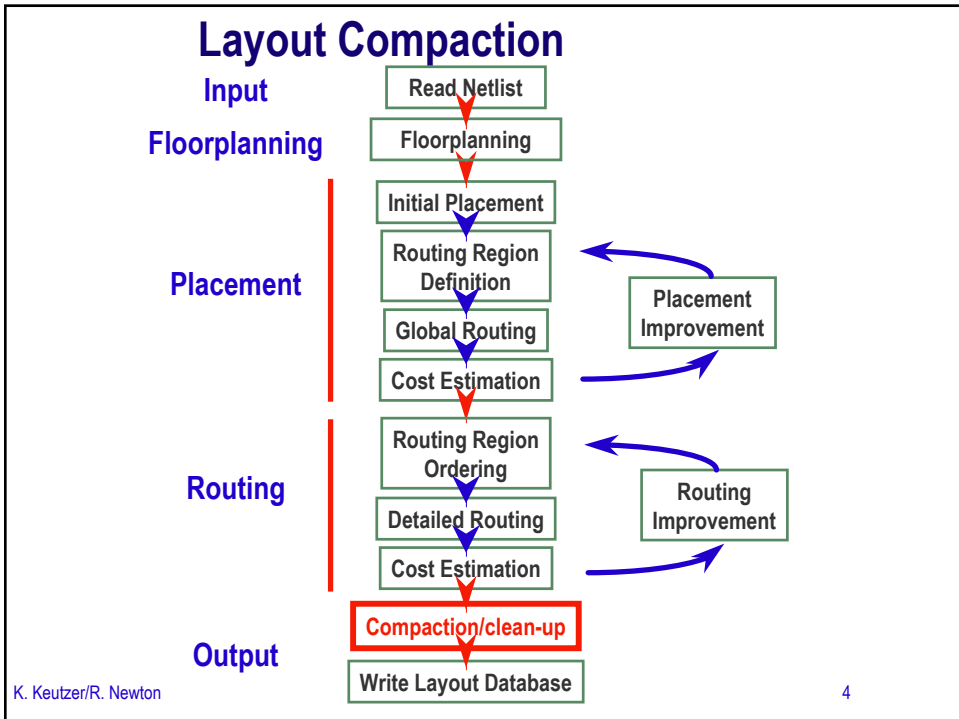 Layout Compaction
Input
Read Netlist
Floorplanning
Floorplanning
Initial Placement
Routing Region
Definition
Placement
Placement
Improvement
Global Routing
Cost Estimation
Routing Region
Ordering
Routing
Routing
Improvement
Detailed Routing
Cost Estimation
Compaction/clean-up
Output
Write Layout Database
K. Keutzer/R. Newton
4